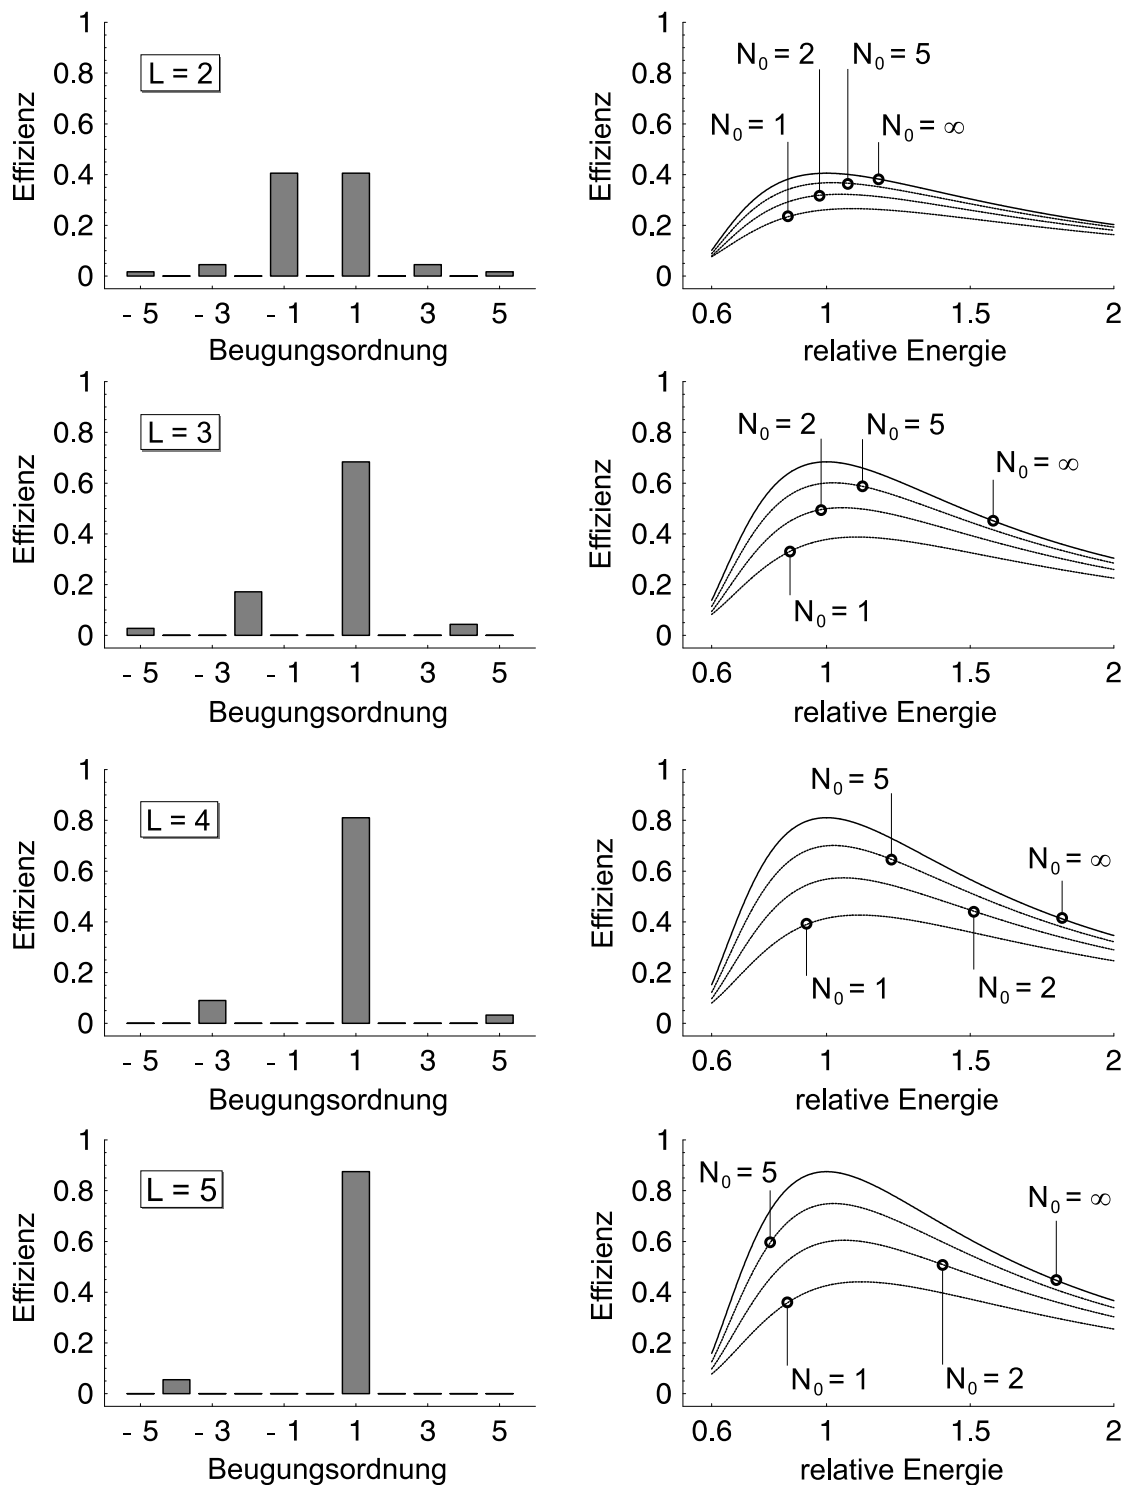 1
0.8
0.6
0.4
0.2
0
Effizienz
L = 2
- 5 - 3 - 1 1 3 5
Beugungsordnung
1
0.8
0.6
0.4
0.2
0
Effizienz
N₀ = 2 N₀ = 5
N₀ = 1 N₀ = ∞
0.6 1 1.5 2
relative Energie
1
0.8
0.6
0.4
0.2
0
Effizienz
L = 3
- 5 - 3 - 1 1 3 5
Beugungsordnung
1
0.8
0.6
0.4
0.2
0
Effizienz
N₀ = 2 N₀ = 5
N₀ = ∞
N₀ = 1
0.6 1 1.5 2
relative Energie
1
0.8
0.6
0.4
0.2
0
Effizienz
L = 4
- 5 - 3 - 1 1 3 5
Beugungsordnung
1
0.8
0.6
0.4
0.2
0
Effizienz
N₀ = 5
N₀ = ∞
N₀ = 1 N₀ = 2
0.6 1 1.5 2
relative Energie
1
0.8
0.6
0.4
0.2
0
Effizienz
L = 5
- 5 - 3 - 1 1 3 5
Beugungsordnung
1
0.8
0.6
0.4
0.2
0
Effizienz
N₀ = 5
N₀ = ∞
N₀ = 1 N₀ = 2
0.6 1 1.5 2
relative Energie